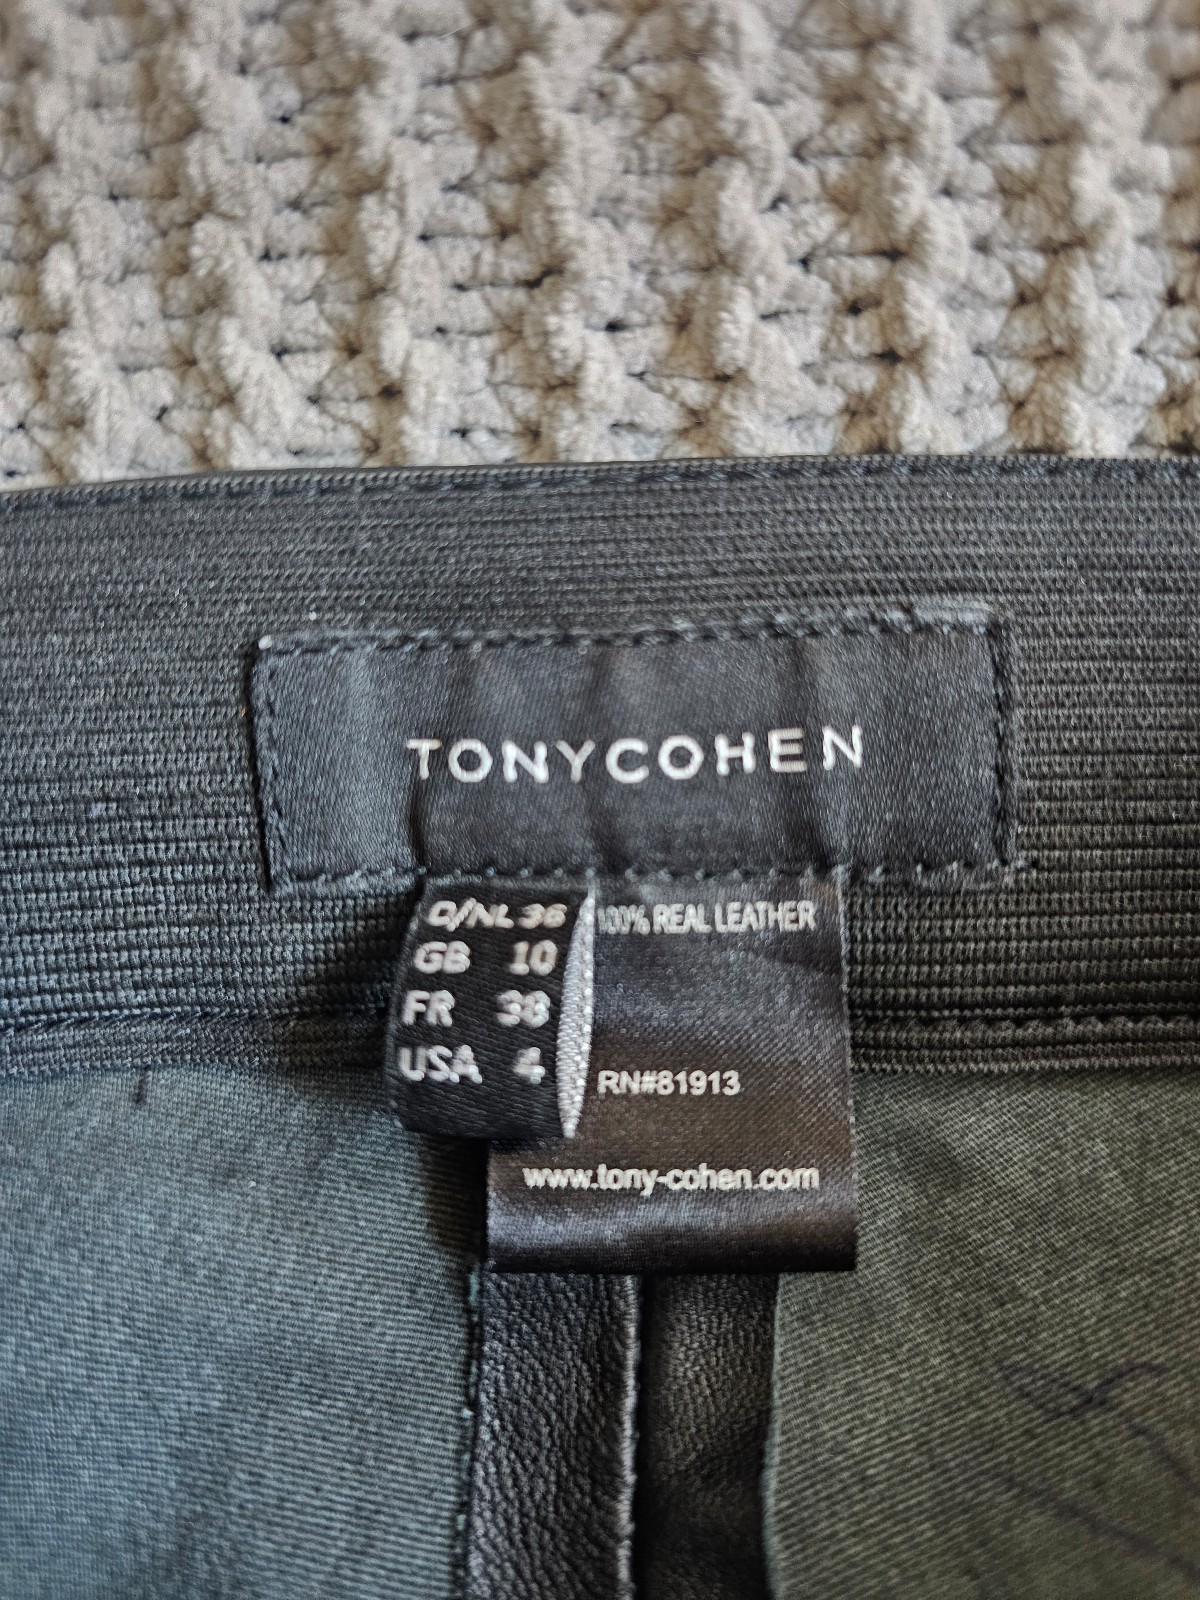 TONYCOHEN
D/NL 36
GB 10
FR 38
USA 4
100% REAL LEATHER
RN#81913
www.tony-cohen.com